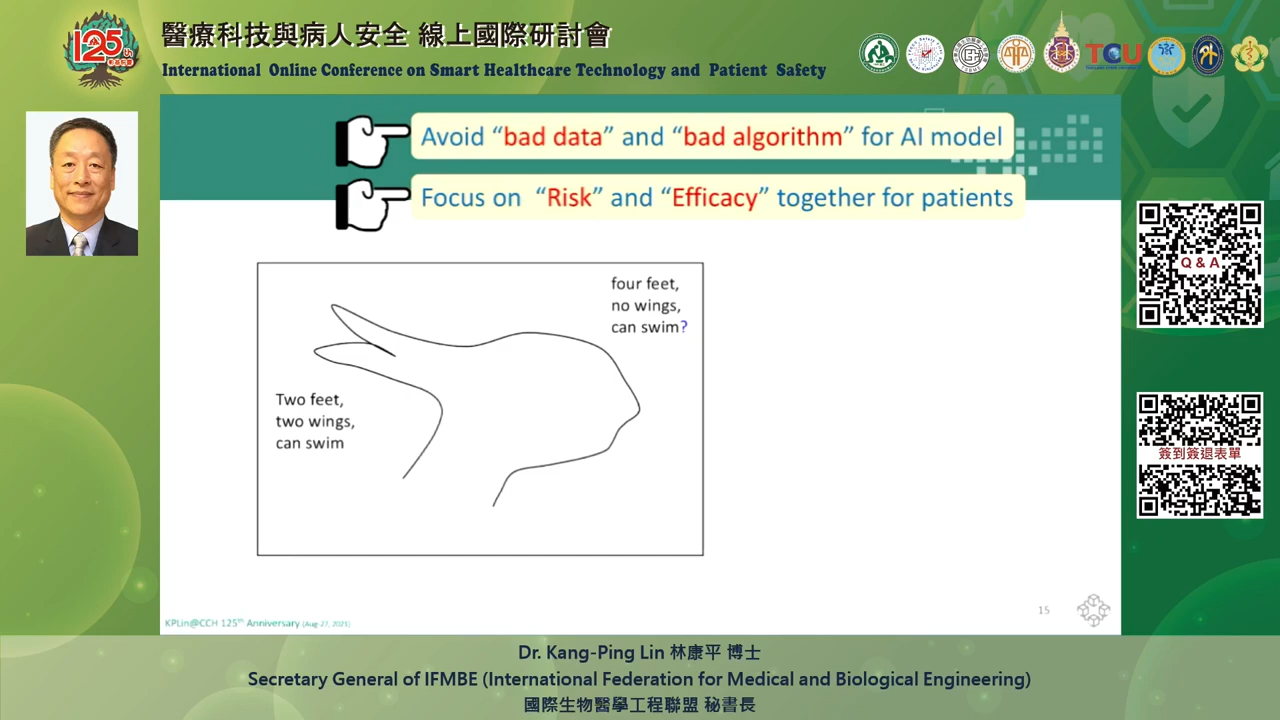 125th
醫療科技與病人安全 線上國際研討會
International Online Conference on Smart Healthcare Technology and Patient Safety
TCU
Avoid “bad data” and “bad algorithm” for AI model
Focus on “Risk” and “Efficacy” together for patients
four feet,
no wings,
can swim?
Two feet,
two wings,
can swim
Q & A
簽到簽退表單
15
KPLin@CCH 125th Anniversary (Aug-27, 2021)
Dr. Kang-Ping Lin 林康平 博士
Secretary General of IFMBE (International Federation for Medical and Biological Engineering)
國際生物醫學工程聯盟 秘書長